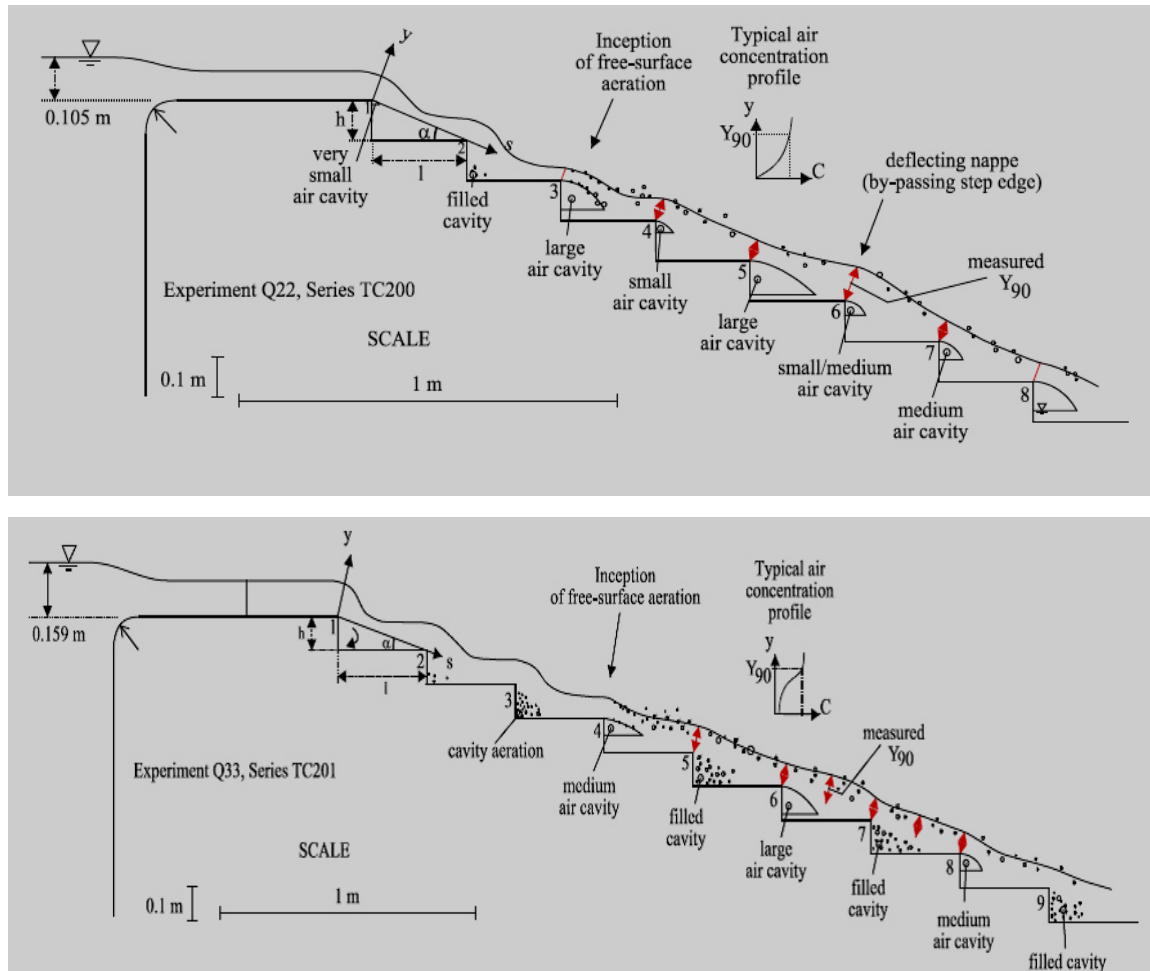 y
Inception
of free-surface
aeration
Typical air
concentration
profile
y
Y90
C
0.105 m
1
h
α
s
2
l
very
small
air cavity
filled
cavity
deflecting nappe
(by-passing step edge)
3
large
air cavity
4
small
air cavity
5
large
air cavity
measured
Y90
6
small/medium
air cavity
7
medium
air cavity
8
Experiment Q22, Series TC200
SCALE
0.1 m
1 m
y
Inception
of free-surface aeration
Typical air
concentration
profile
y
Y90
C
0.159 m
1
h
α
s
2
l
3
cavity aeration
4
medium
air cavity
5
filled
cavity
measured
Y90
6
large
air cavity
7
filled
cavity
8
medium
air cavity
9
filled cavity
Experiment Q33, Series TC201
SCALE
0.1 m
1 m